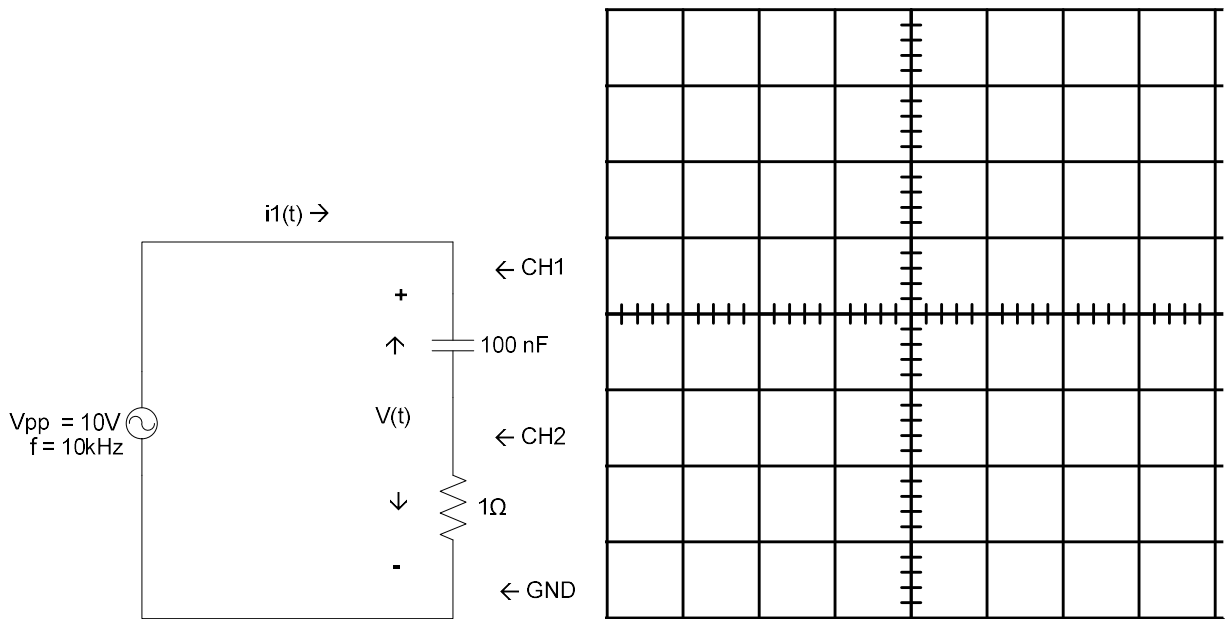 i1(t) →
← CH1
+
100 nF
V(t)
← CH2
Vpp = 10V
f = 10kHz
1Ω
-
← GND